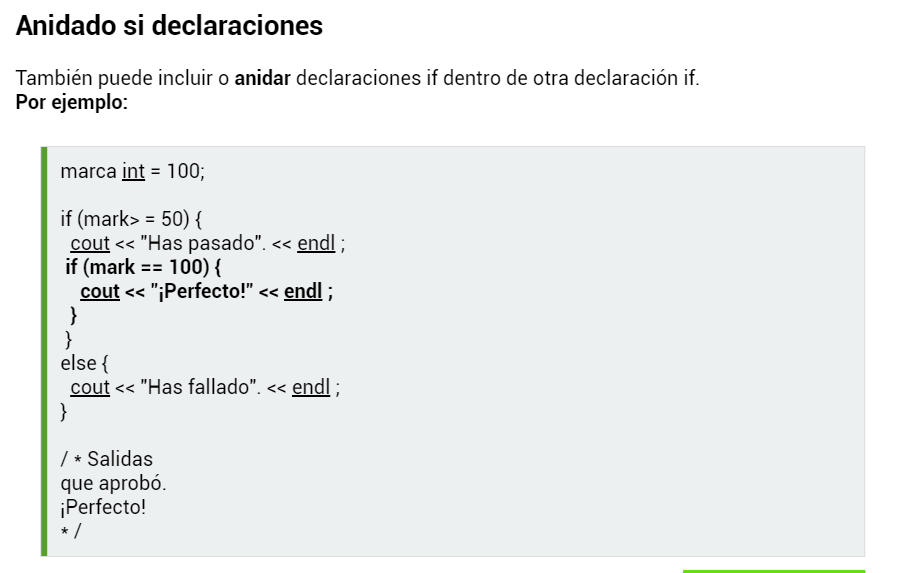 Anidado si declaraciones
También puede incluir o anidar declaraciones if dentro de otra declaración if.
Por ejemplo:
marca int = 100;
if (mark> = 50) {
cout << "Has pasado". << endl ;
if (mark == 100) {
cout << "¡Perfecto!" << endl ;
}
}
else {
cout << "Has fallado". << endl ;
}
/ * Salidas
que aprobó.
¡Perfecto!
* /